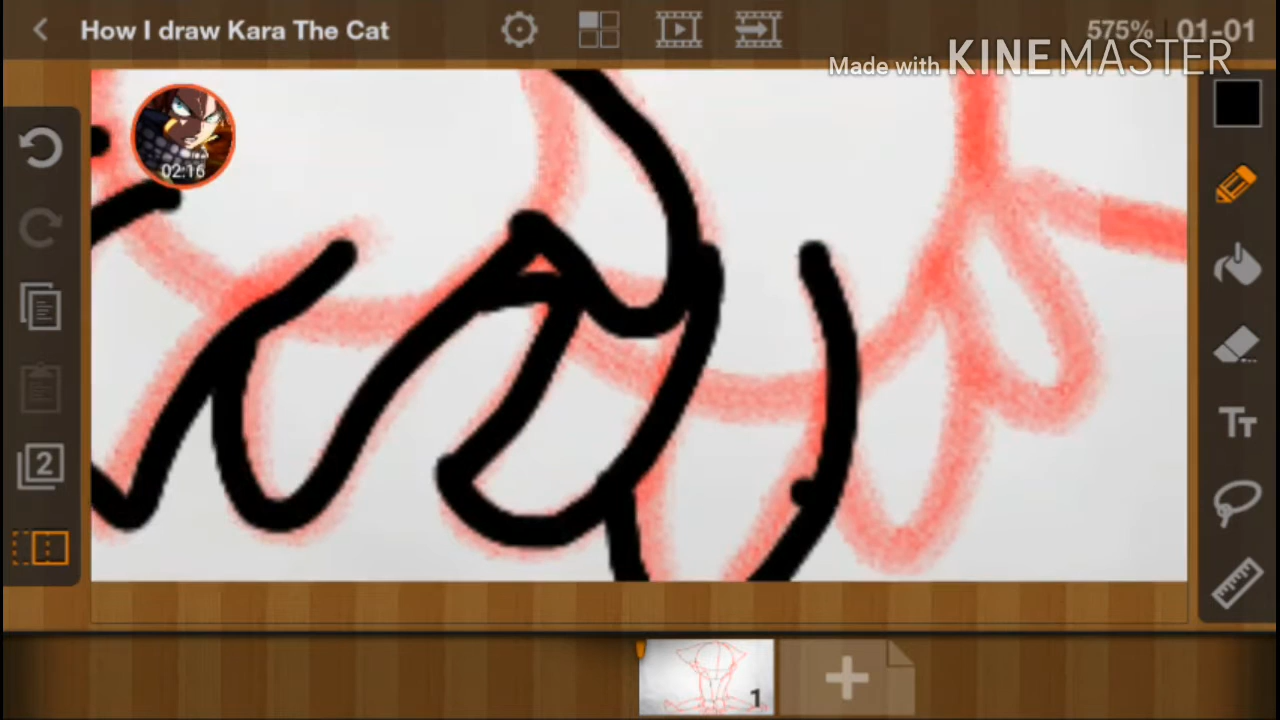 How I draw Kara The Cat
575% 01-01
Made with KINEMASTER
02:16
Tт
2
1